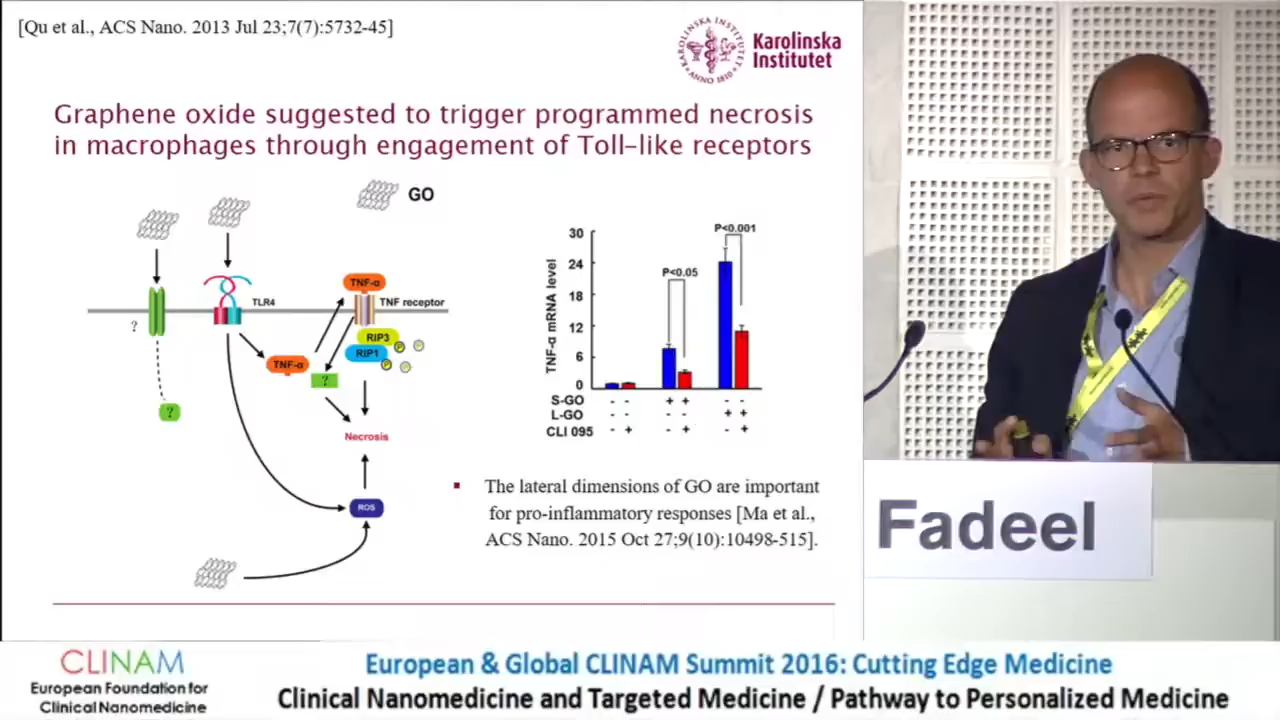 [Qu et al., ACS Nano. 2013 Jul 23;7(7):5732-45]
KAROLINSKA INSTITUTET
ANNO 1810
Karolinska
Institutet
Graphene oxide suggested to trigger programmed necrosis
in macrophages through engagement of Toll-like receptors
GO
TNF-α
TLR4
TNF receptor
?
RIP3
RIP1
P
P
P
P
TNF-α
?
?
Necrosis
ROS
TNF-α mRNA level
30
24
18
12
6
0
P<0.05
P<0.001
S-GO - - + + - -
L-GO - - - - + +
CLI 095 - + - + - +
▪ The lateral dimensions of GO are important
for pro-inflammatory responses [Ma et al.,
ACS Nano. 2015 Oct 27;9(10):10498-515].
Fadeel
CLINAM
European Foundation for
Clinical Nanomedicine
European & Global CLINAM Summit 2016: Cutting Edge Medicine
Clinical Nanomedicine and Targeted Medicine / Pathway to Personalized Medicine